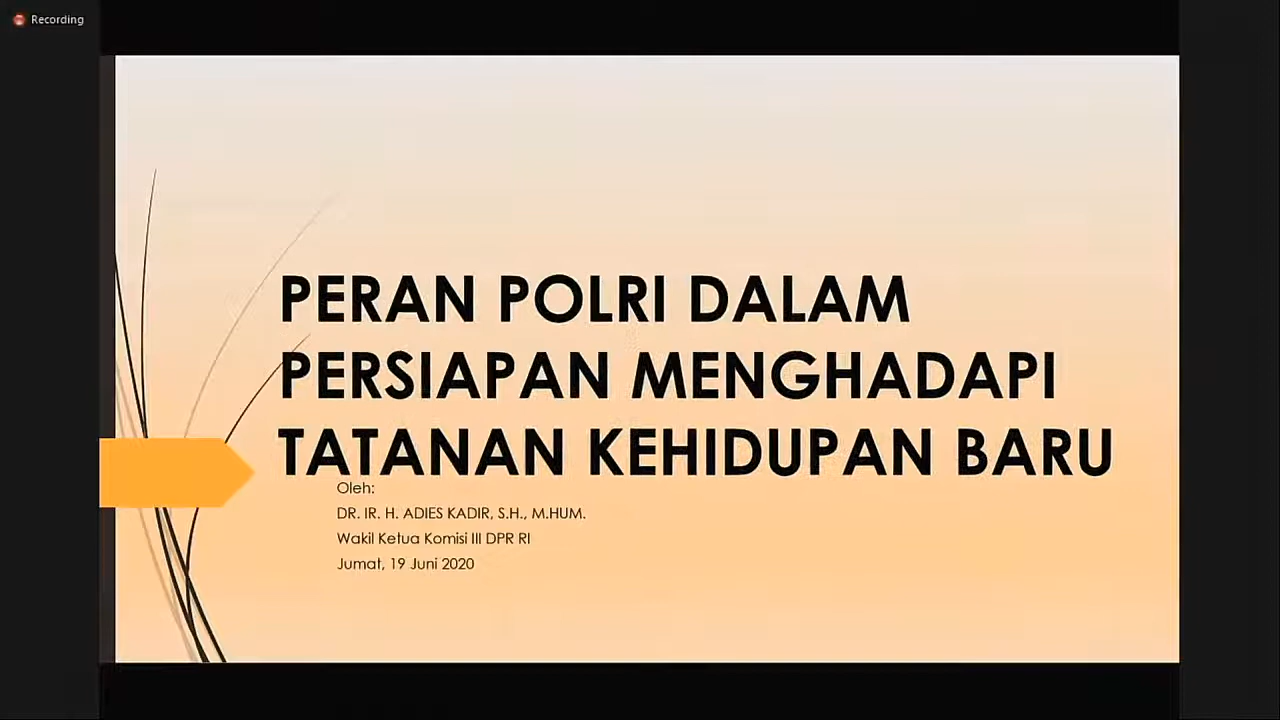 Recording
PERAN POLRI DALAM
PERSIAPAN MENGHADAPI
TATANAN KEHIDUPAN BARU
Oleh:
DR. IR. H. ADIES KADIR, S.H., M.HUM.
Wakil Ketua Komisi III DPR RI
Jumat, 19 Juni 2020